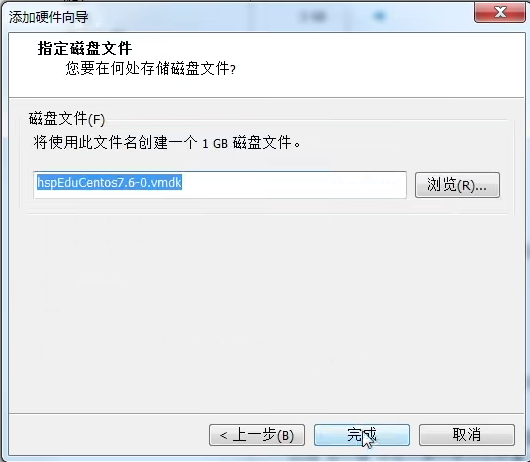 添加硬件向导
指定磁盘文件
您要在何处存储磁盘文件?
磁盘文件(F)
将使用此文件名创建一个 1 GB 磁盘文件。
hspEduCentos7.6-0.vmdk
浏览(R)...
< 上一步(B)
完成
取消